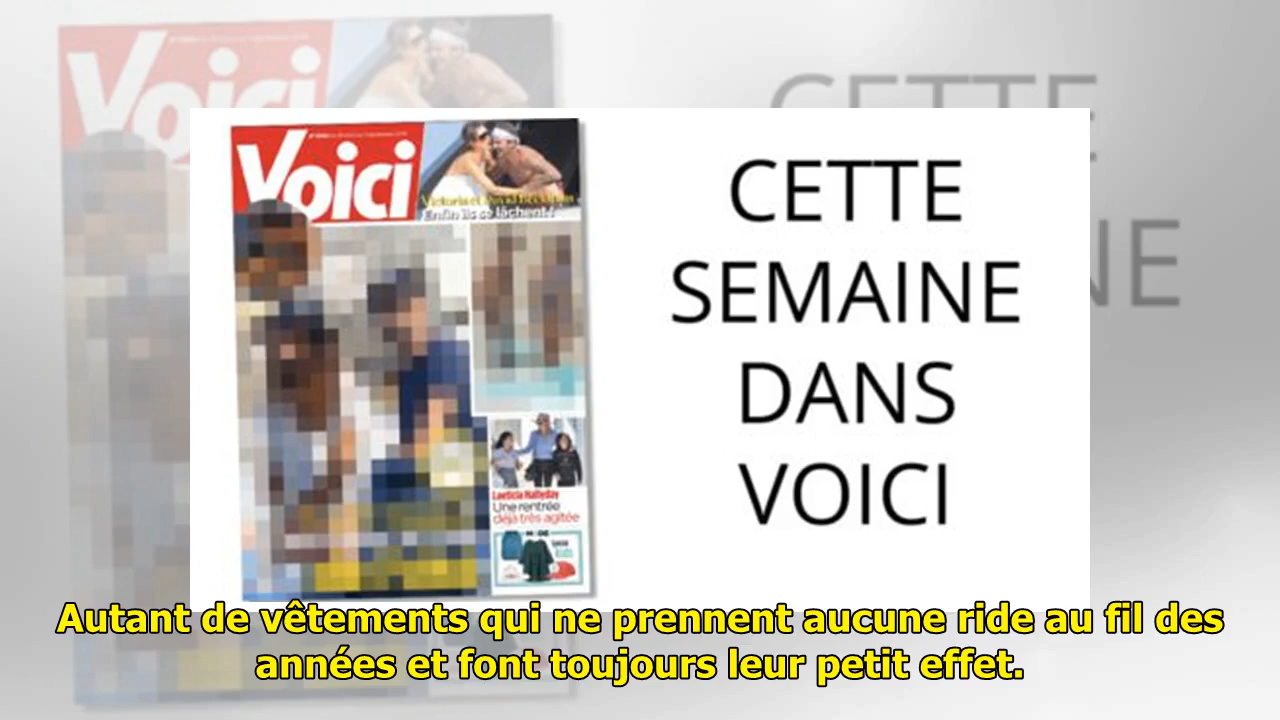 Voici
Victoria et David Beckham
Enfin ils se lâchent !
Laeticia Hallyday
Une rentrée
déjà très agitée
CETTE
SEMAINE
DANS
VOICI
Autant de vêtements qui ne prennent aucune ride au fil des
années et font toujours leur petit effet.